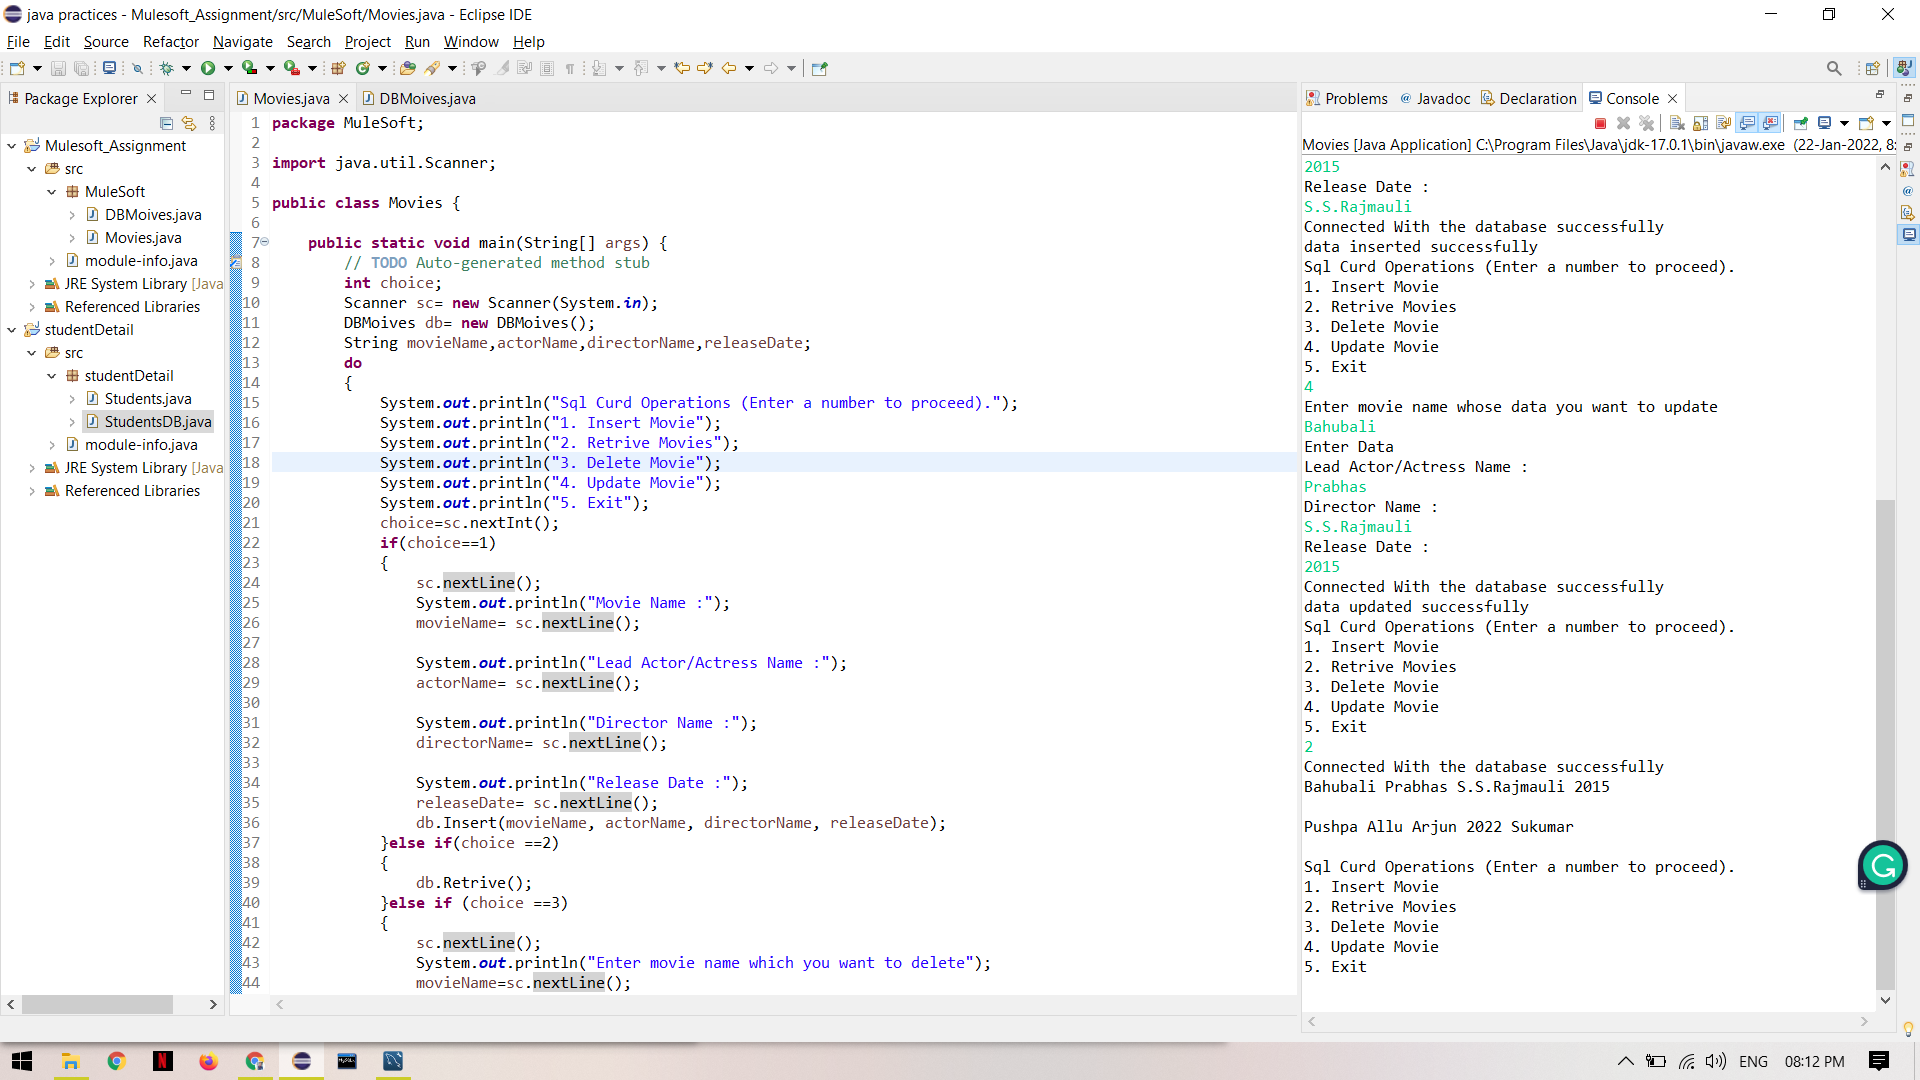 java practices - Mulesoft_Assignment/src/MuleSoft/Movies.java - Eclipse IDE
File Edit Source Refactor Navigate Search Project Run Window Help
Package Explorer
Mulesoft_Assignment
src
MuleSoft
DBMoives.java
Movies.java
module-info.java
JRE System Library [Java
Referenced Libraries
studentDetail
src
studentDetail
Students.java
StudentsDB.java
module-info.java
JRE System Library [Java
Referenced Libraries
Movies.java DBMoives.java
1 package MuleSoft;
2
3 import java.util.Scanner;
4
5 public class Movies {
6
7 public static void main(String[] args) {
8 // TODO Auto-generated method stub
9 int choice;
10 Scanner sc= new Scanner(System.in);
11 DBMoives db= new DBMoives();
12 String movieName,actorName,directorName,releaseDate;
13 do
14 {
15 System.out.println("Sql Curd Operations (Enter a number to proceed).");
16 System.out.println("1. Insert Movie");
17 System.out.println("2. Retrive Movies");
18 System.out.println("3. Delete Movie");
19 System.out.println("4. Update Movie");
20 System.out.println("5. Exit");
21 choice=sc.nextInt();
22 if(choice==1)
23 {
24 sc.nextLine();
25 System.out.println("Movie Name :");
26 movieName= sc.nextLine();
27
28 System.out.println("Lead Actor/Actress Name :");
29 actorName= sc.nextLine();
30
31 System.out.println("Director Name :");
32 directorName= sc.nextLine();
33
34 System.out.println("Release Date :");
35 releaseDate= sc.nextLine();
36 db.Insert(movieName, actorName, directorName, releaseDate);
37 }else if(choice ==2)
38 {
39 db.Retrive();
40 }else if (choice ==3)
41 {
42 sc.nextLine();
43 System.out.println("Enter movie name which you want to delete");
44 movieName=sc.nextLine();
Problems Javadoc Declaration Console
Movies [Java Application] C:\Program Files\Java\jdk-17.0.1\bin\javaw.exe (22-Jan-2022, 8:
2015
Release Date :
S.S.Rajmauli
Connected With the database successfully
data inserted successfully
Sql Curd Operations (Enter a number to proceed).
1. Insert Movie
2. Retrive Movies
3. Delete Movie
4. Update Movie
5. Exit
4
Enter movie name whose data you want to update
Bahubali
Enter Data
Lead Actor/Actress Name :
Prabhas
Director Name :
S.S.Rajmauli
Release Date :
2015
Connected With the database successfully
data updated successfully
Sql Curd Operations (Enter a number to proceed).
1. Insert Movie
2. Retrive Movies
3. Delete Movie
4. Update Movie
5. Exit
2
Connected With the database successfully
Bahubali Prabhas S.S.Rajmauli 2015
Pushpa Allu Arjun 2022 Sukumar
Sql Curd Operations (Enter a number to proceed).
1. Insert Movie
2. Retrive Movies
3. Delete Movie
4. Update Movie
5. Exit
ENG 08:12 PM